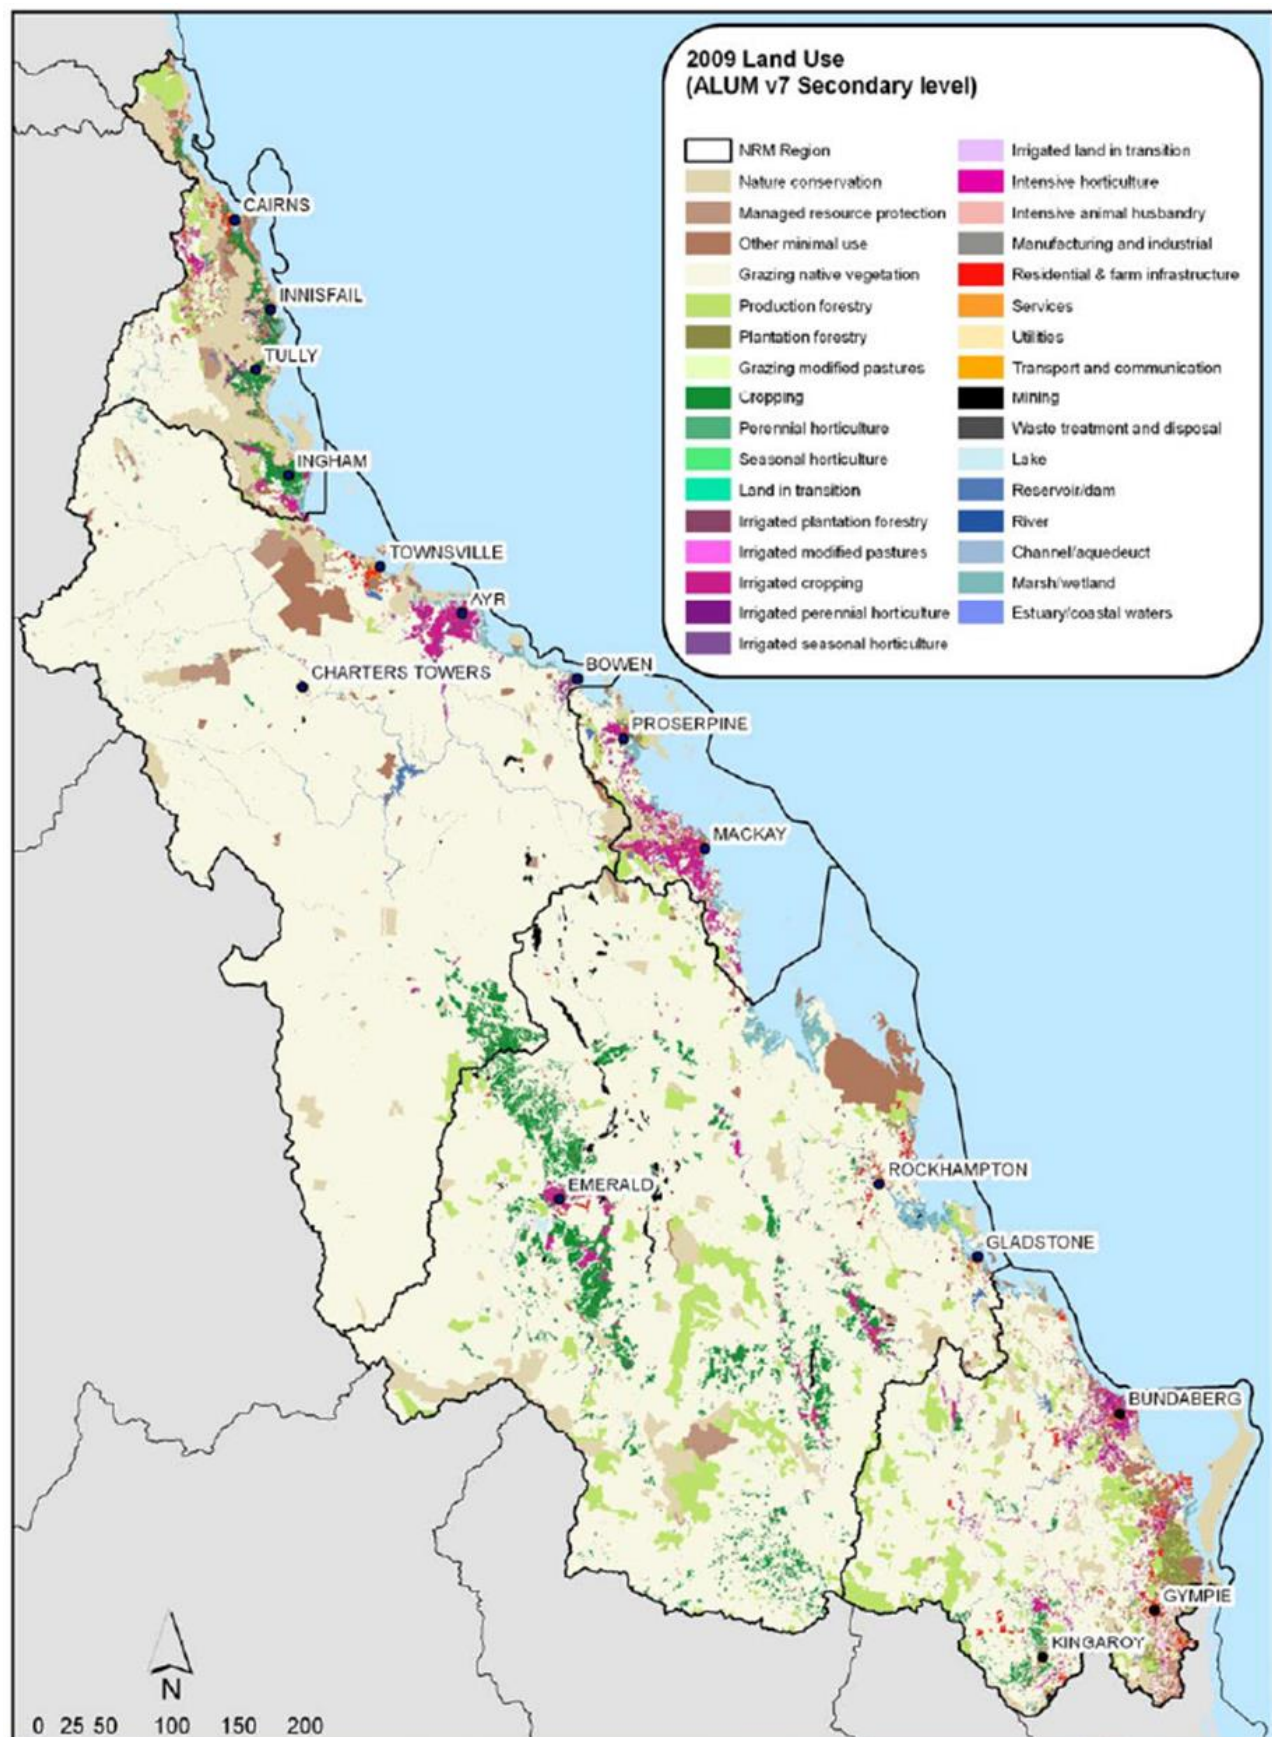 2009 Land Use
(ALUM v7 Secondary level)
NRM Region
Nature conservation
Managed resource protection
Other minimal use
Grazing native vegetation
Production forestry
Plantation forestry
Grazing modified pastures
Cropping
Perennial horticulture
Seasonal horticulture
Land in transition
Irrigated plantation forestry
Irrigated modified pastures
Irrigated cropping
Irrigated perennial horticulture
Irrigated seasonal horticulture
Irrigated land in transition
Intensive horticulture
Intensive animal husbandry
Manufacturing and industrial
Residential & farm infrastructure
Services
Utilities
Transport and communication
Mining
Waste treatment and disposal
Lake
Reservoir/dam
River
Channel/aquedeuct
Marsh/wetland
Estuary/coastal waters
CAIRNS
INNISFAIL
TULLY
INGHAM
TOWNSVILLE
AYR
BOWEN
CHARTERS TOWERS
PROSERPINE
MACKAY
ROCKHAMPTON
EMERALD
GLADSTONE
BUNDABERG
GYMPIE
KINGAROY
N
0 25 50 100 150 200